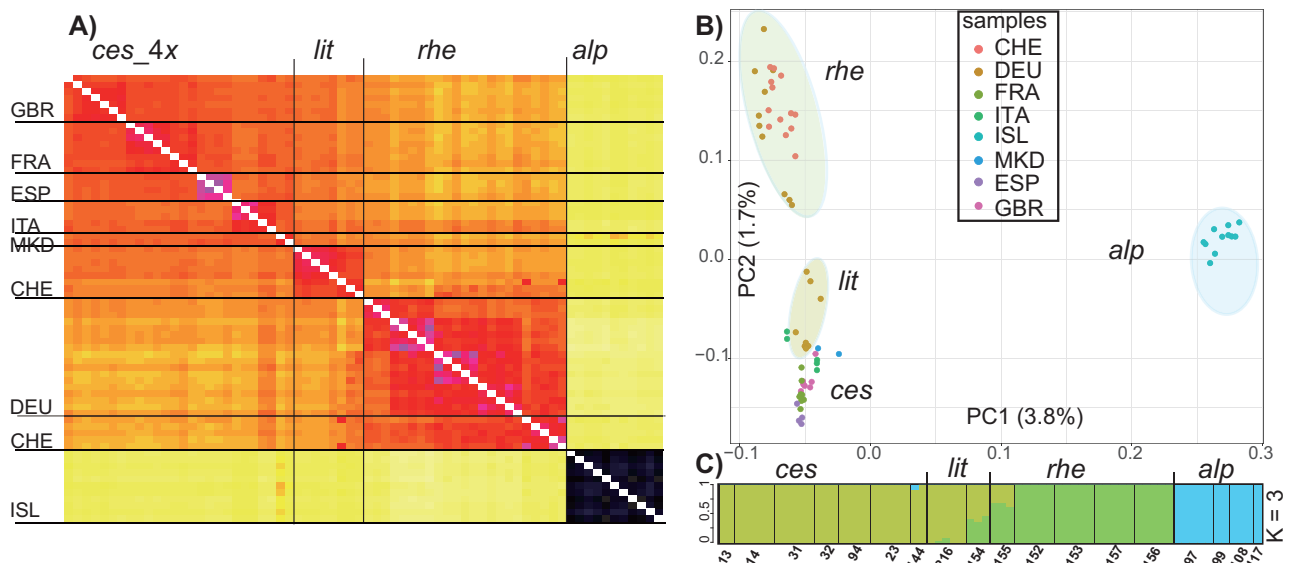 A)
ces_4x lit rhe alp
GBR
FRA
ESP
ITA
MKD
CHE
DEU
CHE
ISL
B)
samples
CHE
DEU
FRA
ITA
ISL
MKD
ESP
GBR
rhe
lit
ces
alp
PC2 (1.7%)
0.2
0.1
0.0
−0.1
PC1 (3.8%)
−0.1 0.0 0.1 0.2 0.3
C)
ces lit rhe alp
1
0.5
0
K = 3
13 14 31 32 94 23 144 216 154 155 152 153 157 156 97 99 108 117